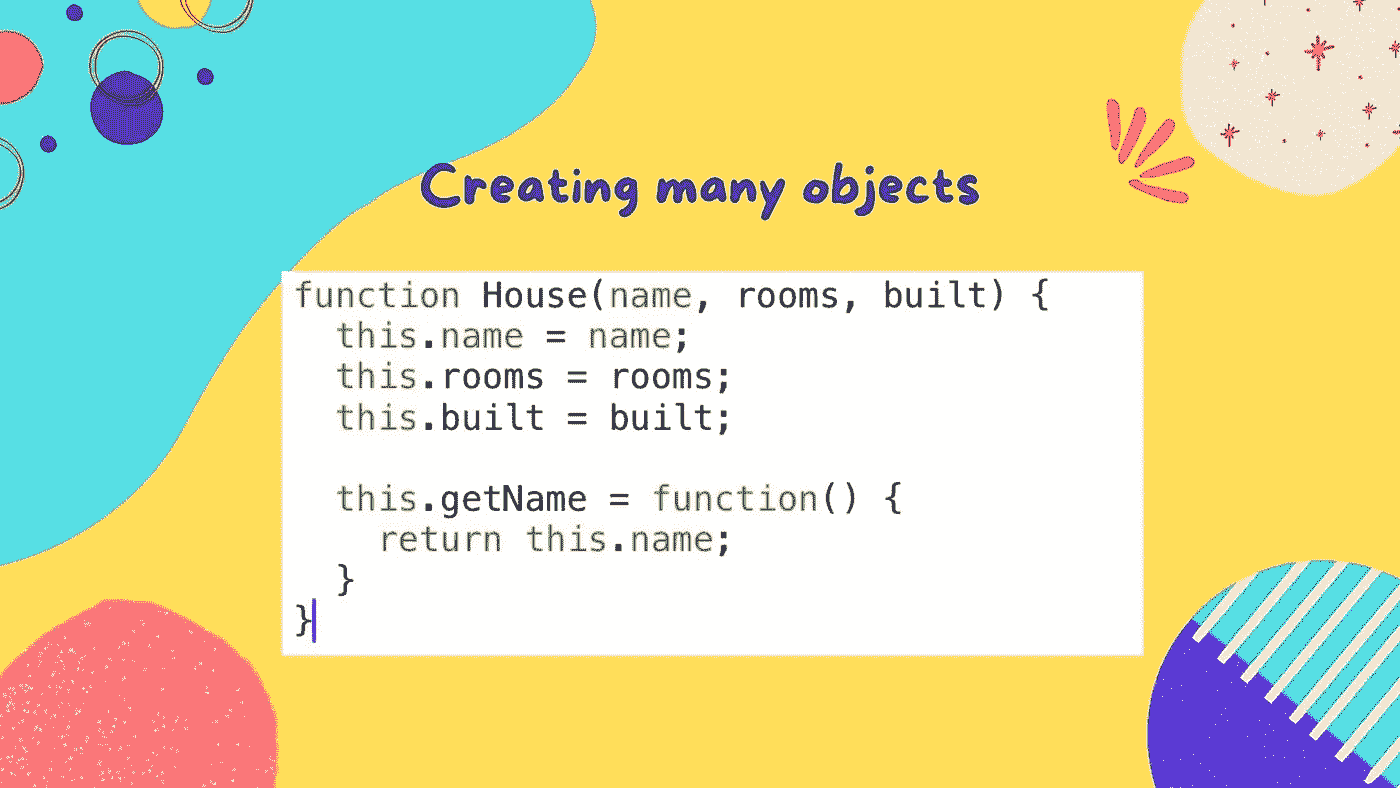 Creating many objects
function House(name, rooms, built) {
  this.name = name;
  this.rooms = rooms;
  this.built = built;

  this.getName = function() {
    return this.name;
  }
}